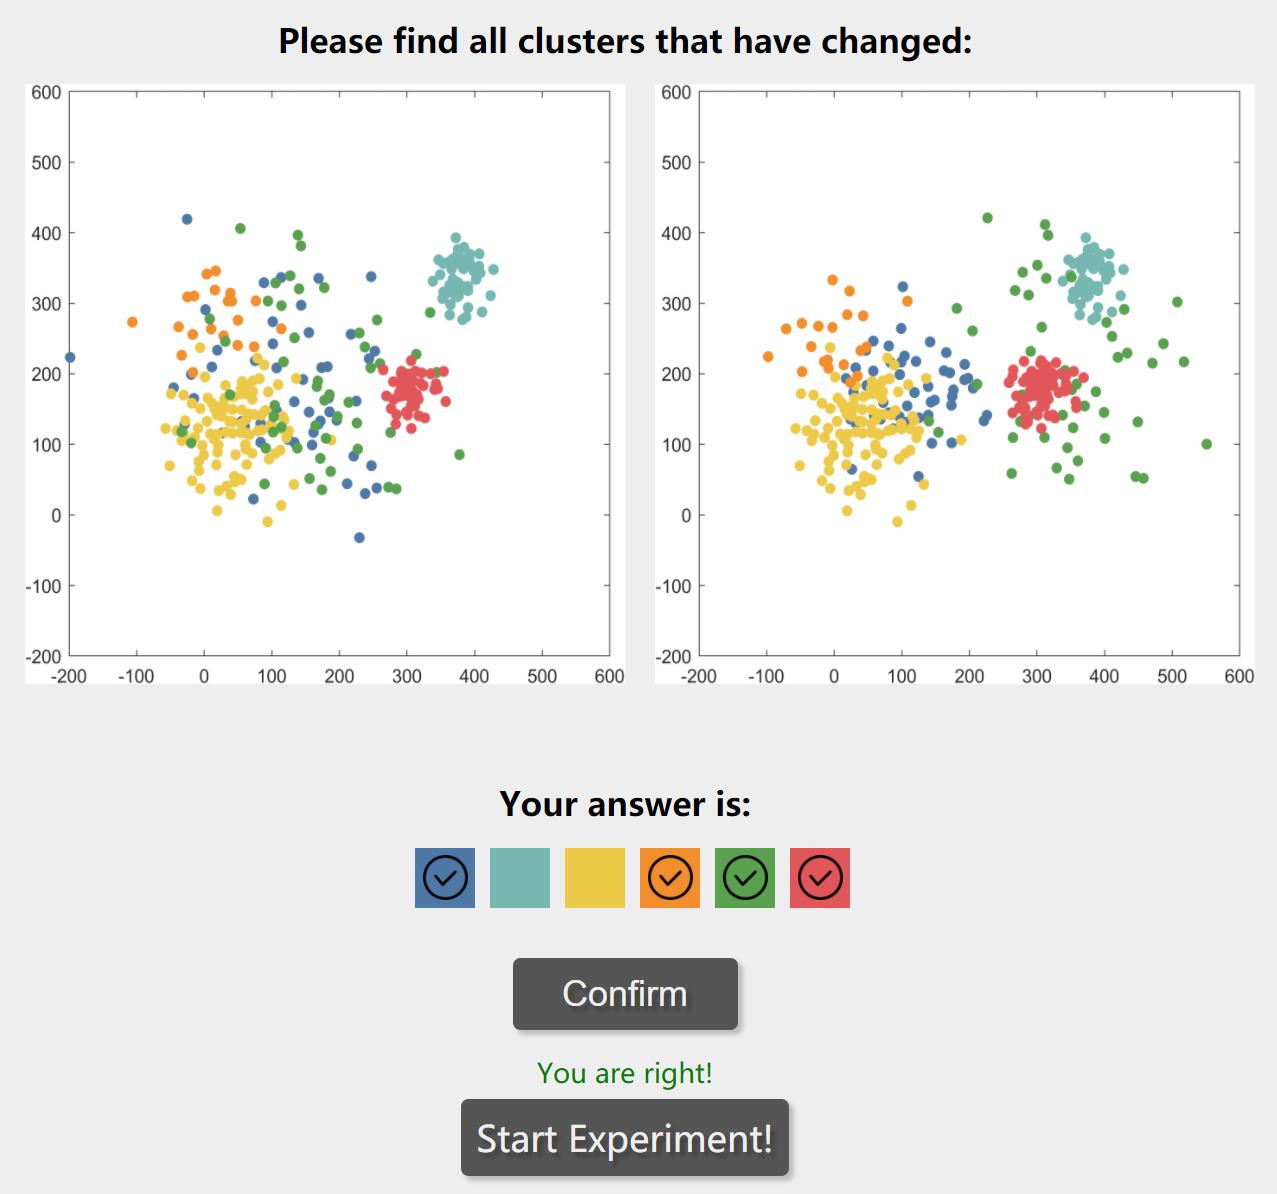 Please find all clusters that have changed:
600
500
400
300
200
100
0
-100
-200
-200 -100 0 100 200 300 400 500 600
600
500
400
300
200
100
0
-100
-200
-200 -100 0 100 200 300 400 500 600
Your answer is:
Confirm
You are right!
Start Experiment!